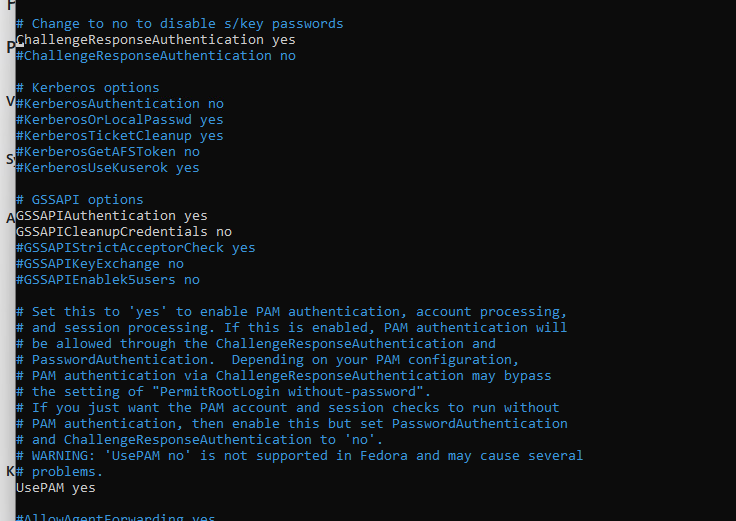 # Change to no to disable s/key passwords
ChallengeResponseAuthentication yes
#ChallengeResponseAuthentication no
# Kerberos options
#KerberosAuthentication no
#KerberosOrLocalPasswd yes
#KerberosTicketCleanup yes
#KerberosGetAFSToken no
#KerberosUseKuserok yes
# GSSAPI options
GSSAPIAuthentication yes
GSSAPICleanupCredentials no
#GSSAPIStrictAcceptorCheck yes
#GSSAPIKeyExchange no
#GSSAPIEnablek5users no
# Set this to 'yes' to enable PAM authentication, account processing,
# and session processing. If this is enabled, PAM authentication will
# be allowed through the ChallengeResponseAuthentication and
# PasswordAuthentication.  Depending on your PAM configuration,
# PAM authentication via ChallengeResponseAuthentication may bypass
# the setting of "PermitRootLogin without-password".
# If you just want the PAM account and session checks to run without
# PAM authentication, then enable this but set PasswordAuthentication
# and ChallengeResponseAuthentication to 'no'.
# WARNING: 'UsePAM no' is not supported in Fedora and may cause several
# problems.
UsePAM yes
#AllowAgentForwarding yes